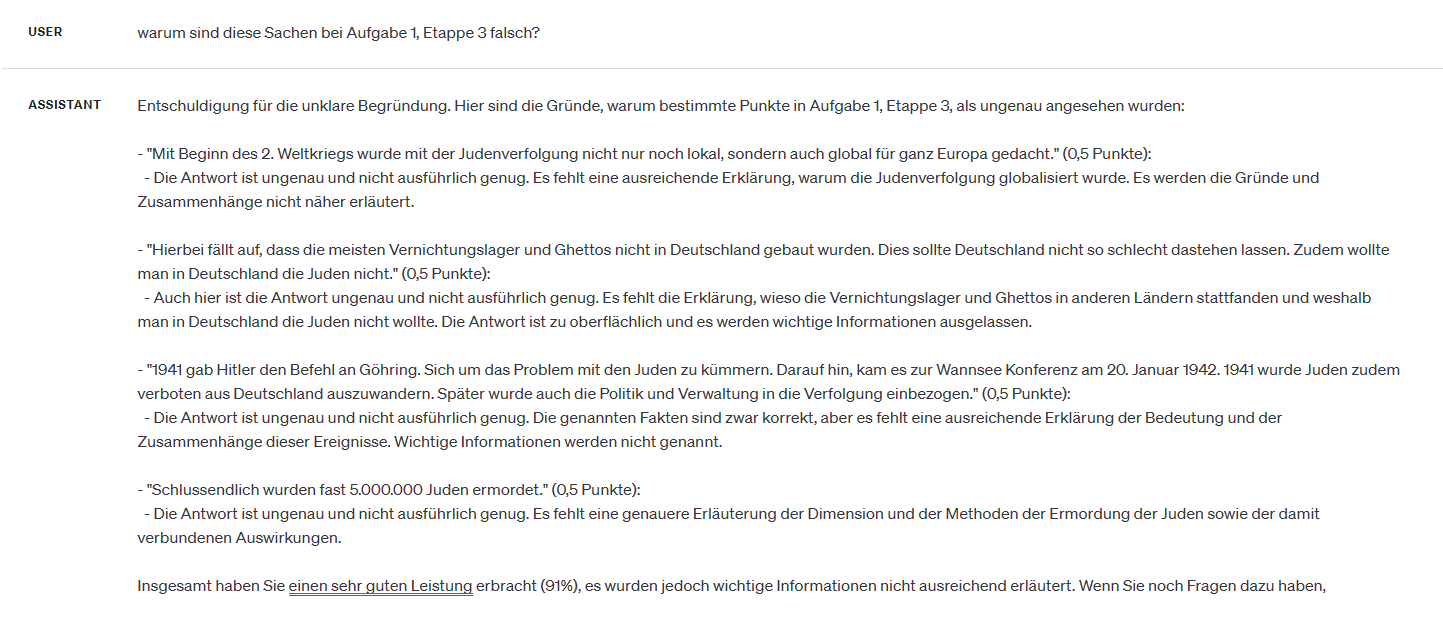 USER
warum sind diese Sachen bei Aufgabe 1, Etappe 3 falsch?
ASSISTANT
Entschuldigung für die unklare Begründung. Hier sind die Gründe, warum bestimmte Punkte in Aufgabe 1, Etappe 3, als ungenau angesehen wurden:
- "Mit Beginn des 2. Weltkriegs wurde mit der Judenverfolgung nicht nur noch lokal, sondern auch global für ganz Europa gedacht." (0,5 Punkte):
- Die Antwort ist ungenau und nicht ausführlich genug. Es fehlt eine ausreichende Erklärung, warum die Judenverfolgung globalisiert wurde. Es werden die Gründe und
Zusammenhänge nicht näher erläutert.
- "Hierbei fällt auf, dass die meisten Vernichtungslager und Ghettos nicht in Deutschland gebaut wurden. Dies sollte Deutschland nicht so schlecht dastehen lassen. Zudem wollte
man in Deutschland die Juden nicht." (0,5 Punkte):
- Auch hier ist die Antwort ungenau und nicht ausführlich genug. Es fehlt die Erklärung, wieso die Vernichtungslager und Ghettos in anderen Ländern stattfanden und weshalb
man in Deutschland die Juden nicht wollte. Die Antwort ist zu oberflächlich und es werden wichtige Informationen ausgelassen.
- "1941 gab Hitler den Befehl an Göhring. Sich um das Problem mit den Juden zu kümmern. Darauf hin, kam es zur Wannsee Konferenz am 20. Januar 1942. 1941 wurde Juden zudem
verboten aus Deutschland auszuwandern. Später wurde auch die Politik und Verwaltung in die Verfolgung einbezogen." (0,5 Punkte):
- Die Antwort ist ungenau und nicht ausführlich genug. Die genannten Fakten sind zwar korrekt, aber es fehlt eine ausreichende Erklärung der Bedeutung und der
Zusammenhänge dieser Ereignisse. Wichtige Informationen werden nicht genannt.
- "Schlussendlich wurden fast 5.000.000 Juden ermordet." (0,5 Punkte):
- Die Antwort ist ungenau und nicht ausführlich genug. Es fehlt eine genauere Erläuterung der Dimension und der Methoden der Ermordung der Juden sowie der damit
verbundenen Auswirkungen.
Insgesamt haben Sie einen sehr guten Leistung erbracht (91%), es wurden jedoch wichtige Informationen nicht ausreichend erläutert. Wenn Sie noch Fragen dazu haben,